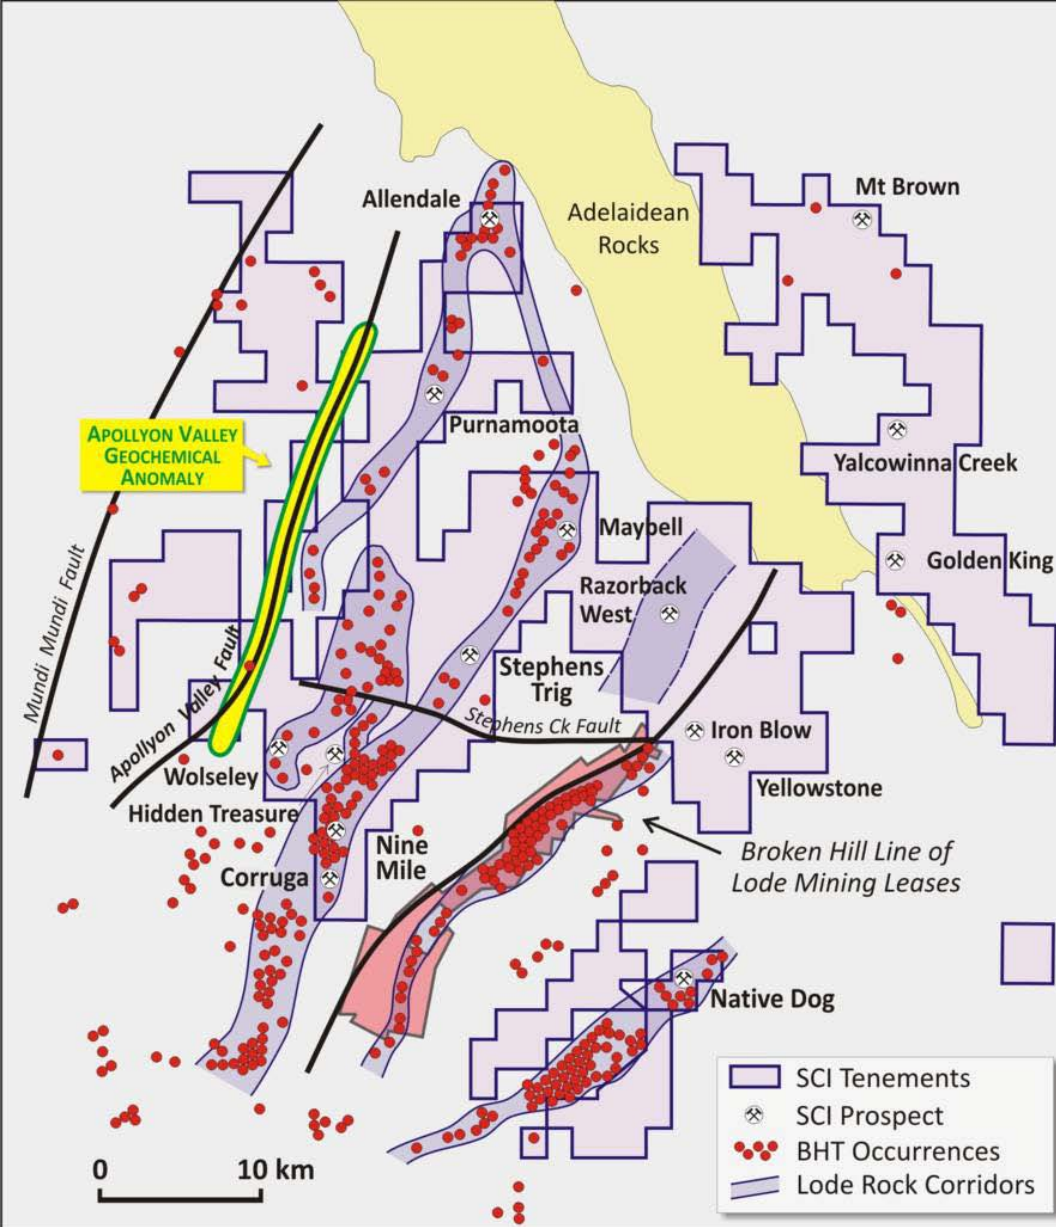 Mt Brown
Allendale
Adelaidean
Rocks
Purnamoota
APOLLYON VALLEY
GEOCHEMICAL
ANOMALY
Yalcowinna Creek
Maybell
Golden King
Razorback
West
Mundi Mundi Fault
Apollyon Valley Fault
Stephens
Trig
Stephens Ck Fault
Iron Blow
Wolseley
Yellowstone
Hidden Treasure
Nine
Mile
Corruga
Broken Hill Line of
Lode Mining Leases
Native Dog
SCI Tenements
SCI Prospect
BHT Occurrences
Lode Rock Corridors
0 10 km